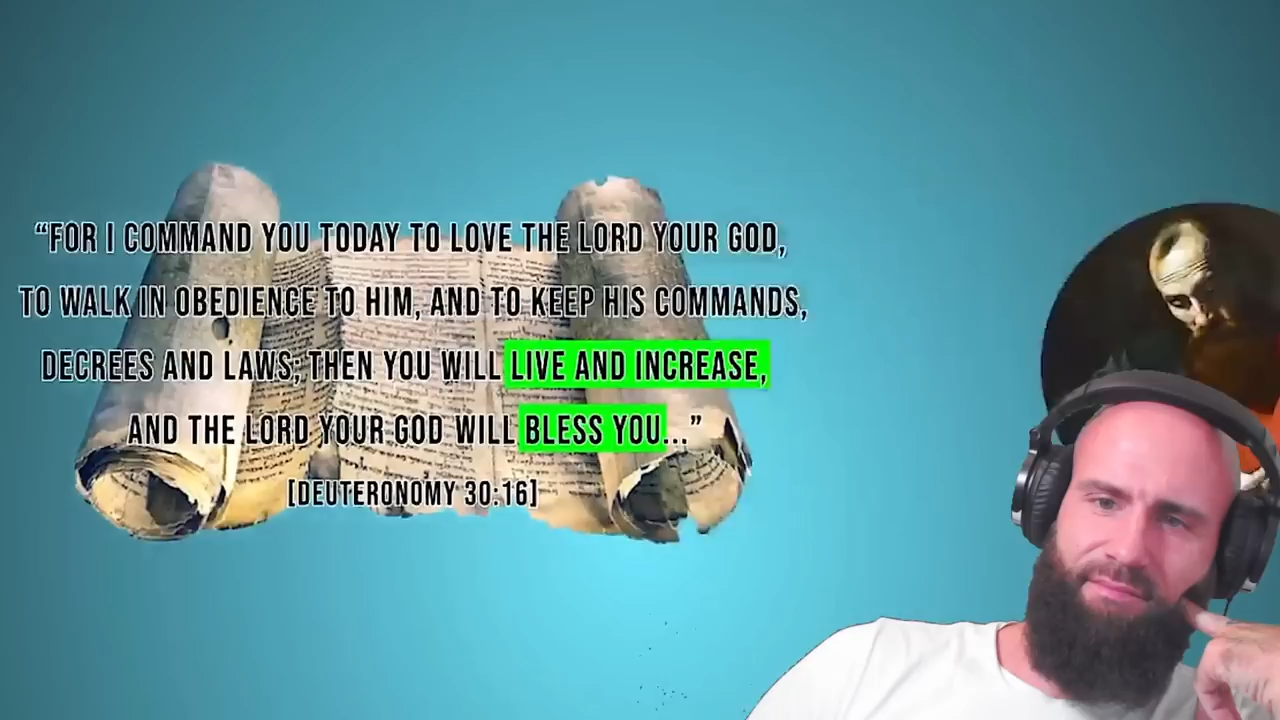 “FOR I COMMAND YOU TODAY TO LOVE THE LORD YOUR GOD,
TO WALK IN OBEDIENCE TO HIM, AND TO KEEP HIS COMMANDS,
DECREES AND LAWS; THEN YOU WILL LIVE AND INCREASE,
AND THE LORD YOUR GOD WILL BLESS YOU...”
[DEUTERONOMY 30:16]